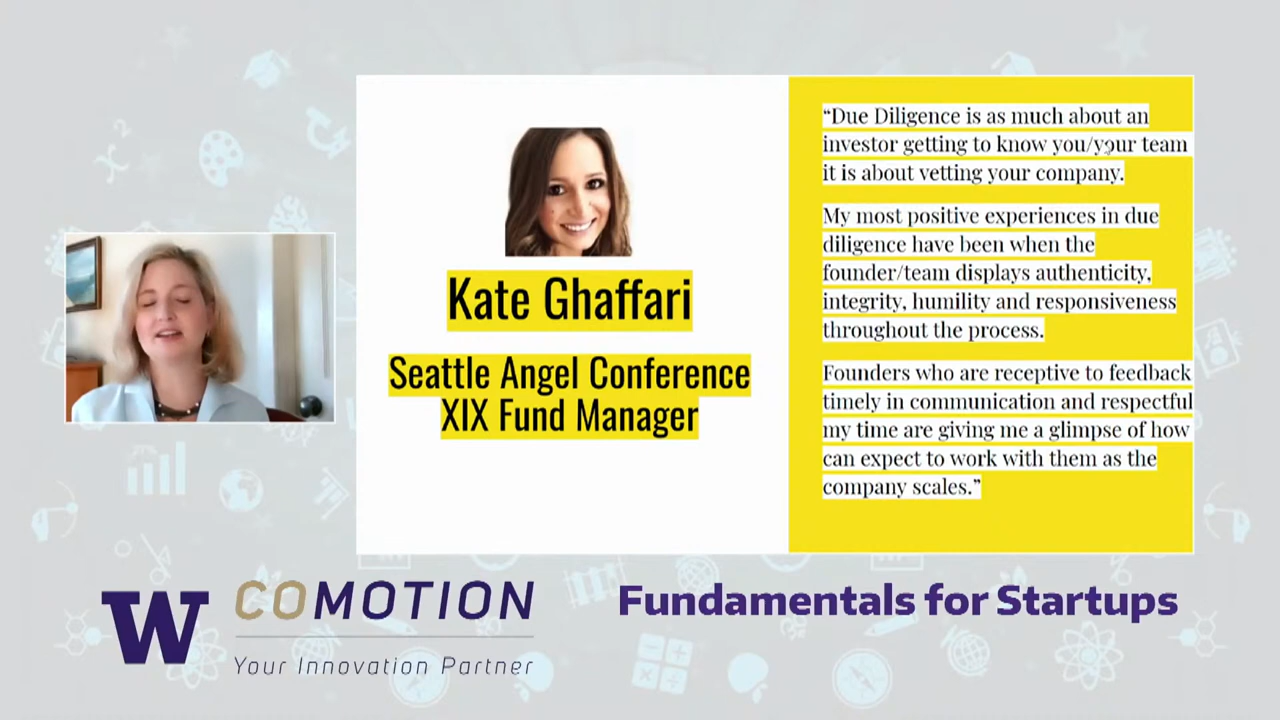 Kate Ghaffari
Seattle Angel Conference
XIX Fund Manager
“Due Diligence is as much about an
investor getting to know you/your team
it is about vetting your company.
My most positive experiences in due
diligence have been when the
founder/team displays authenticity,
integrity, humility and responsiveness
throughout the process.
Founders who are receptive to feedback
timely in communication and respectful
my time are giving me a glimpse of how
can expect to work with them as the
company scales.”
W
COMOTION
Your Innovation Partner
Fundamentals for Startups